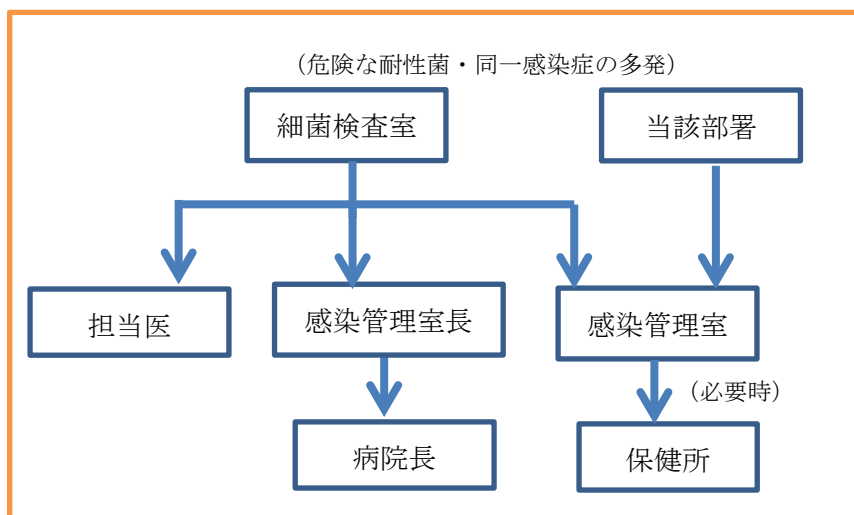 （危険な耐性菌・同一感染症の多発）
細菌検査室
当該部署
担当医
感染管理室長
感染管理室
（必要時）
病院長
保健所